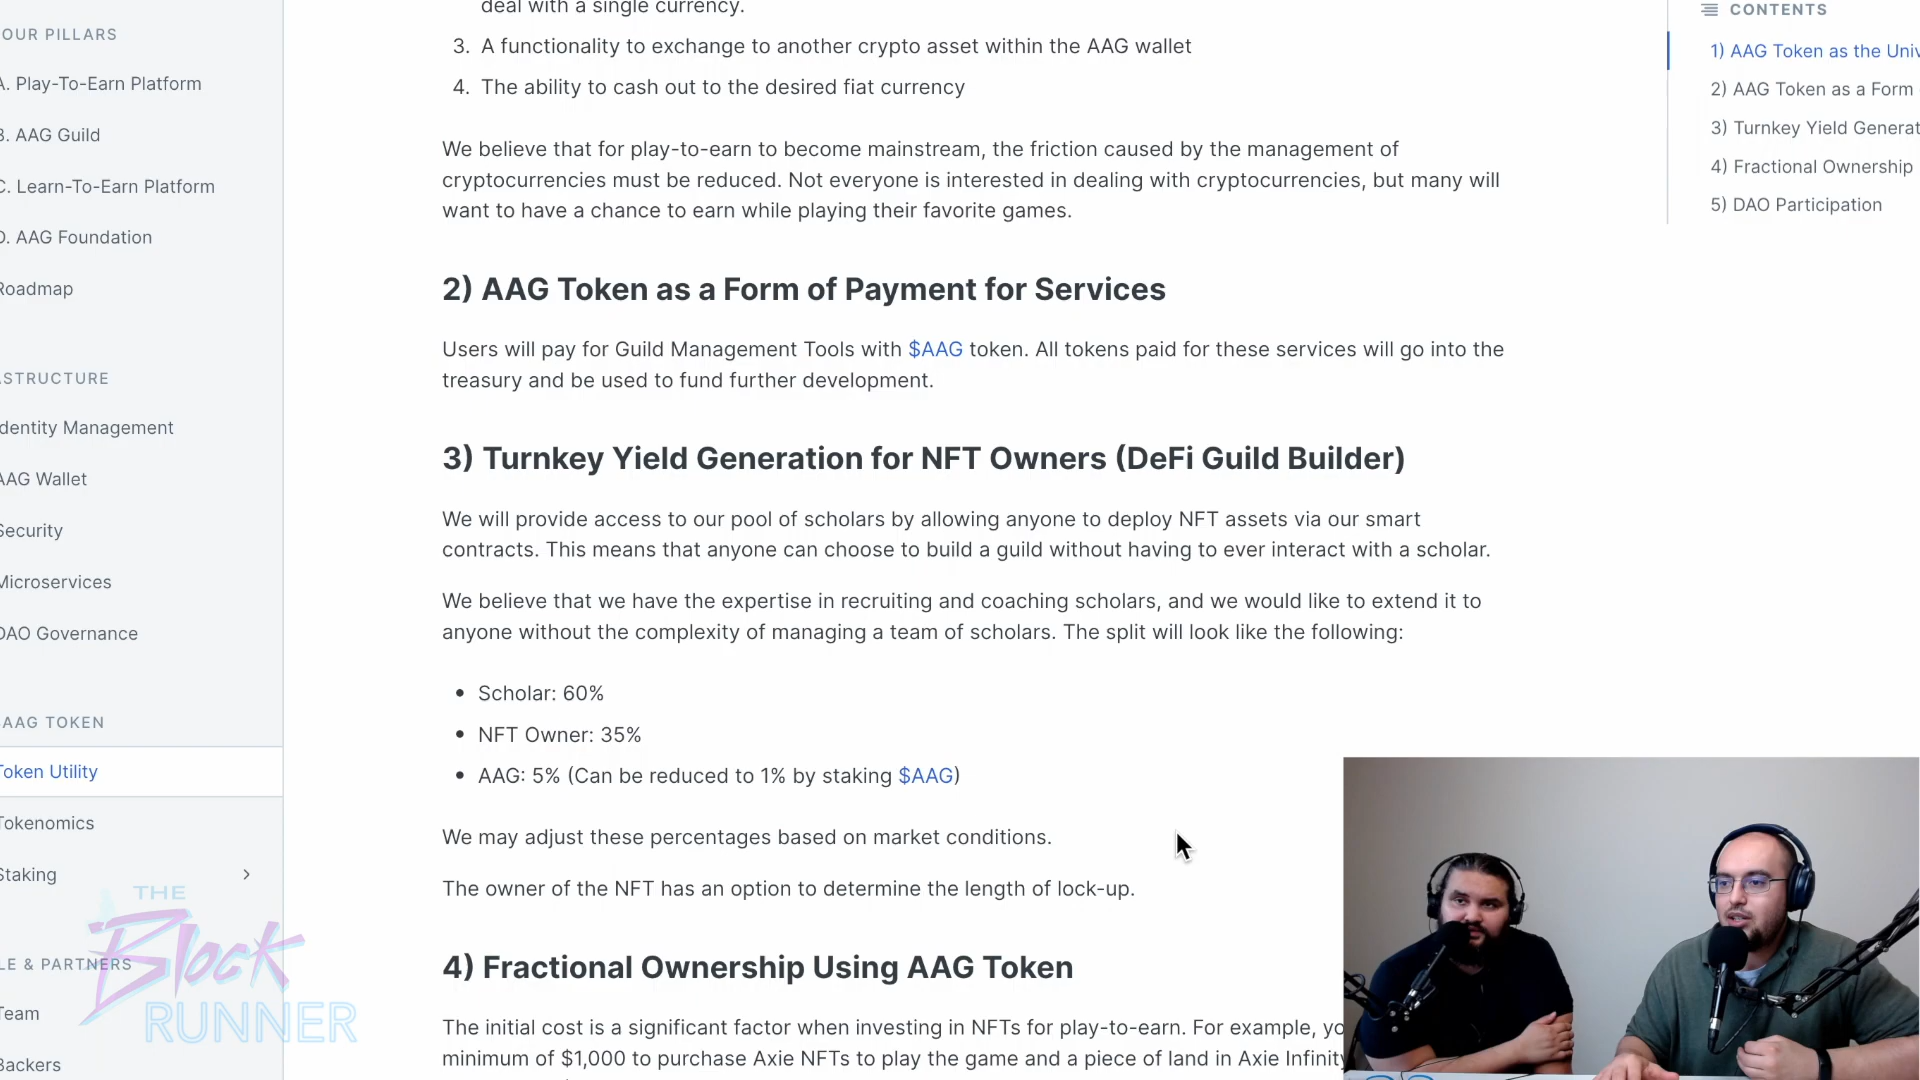 OUR PILLARS
A. Play-To-Earn Platform
B. AAG Guild
C. Learn-To-Earn Platform
D. AAG Foundation
Roadmap
ASTRUCTURE
Identity Management
AAG Wallet
Security
Microservices
DAO Governance
AAG TOKEN
Token Utility
Tokenomics
Staking
LE & PARTNERS
Team
Backers
deal with a single currency.
3. A functionality to exchange to another crypto asset within the AAG wallet
4. The ability to cash out to the desired fiat currency
We believe that for play-to-earn to become mainstream, the friction caused by the management of
cryptocurrencies must be reduced. Not everyone is interested in dealing with cryptocurrencies, but many will
want to have a chance to earn while playing their favorite games.
2) AAG Token as a Form of Payment for Services
Users will pay for Guild Management Tools with $AAG token. All tokens paid for these services will go into the
treasury and be used to fund further development.
3) Turnkey Yield Generation for NFT Owners (DeFi Guild Builder)
We will provide access to our pool of scholars by allowing anyone to deploy NFT assets via our smart
contracts. This means that anyone can choose to build a guild without having to ever interact with a scholar.
We believe that we have the expertise in recruiting and coaching scholars, and we would like to extend it to
anyone without the complexity of managing a team of scholars. The split will look like the following:
• Scholar: 60%
• NFT Owner: 35%
• AAG: 5% (Can be reduced to 1% by staking $AAG)
We may adjust these percentages based on market conditions.
The owner of the NFT has an option to determine the length of lock-up.
4) Fractional Ownership Using AAG Token
The initial cost is a significant factor when investing in NFTs for play-to-earn. For example, yo
minimum of $1,000 to purchase Axie NFTs to play the game and a piece of land in Axie Infinity
CONTENTS
1) AAG Token as the Univ
2) AAG Token as a Form
3) Turnkey Yield Generat
4) Fractional Ownership
5) DAO Participation
THE
Block
RUNNER